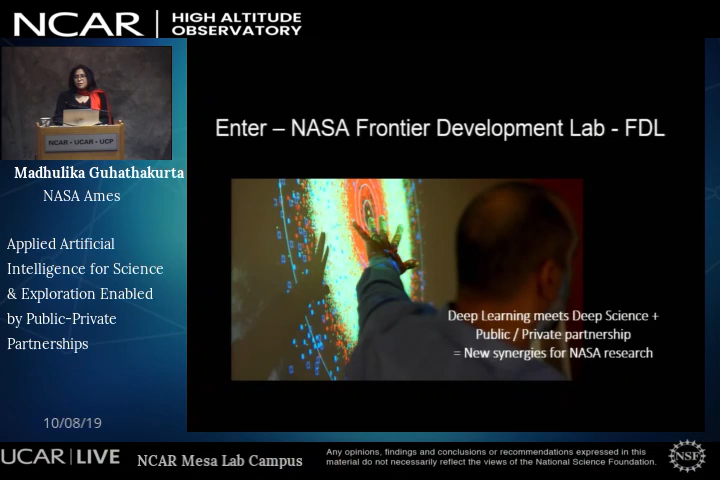 NCAR
HIGH ALTITUDE
OBSERVATORY
NCAR • UCAR • UCP
Madhulika Guhathakurta
NASA Ames
Applied Artificial
Intelligence for Science
& Exploration Enabled
by Public-Private
Partnerships
10/08/19
Enter – NASA Frontier Development Lab - FDL
Deep Learning meets Deep Science +
Public / Private partnership
= New synergies for NASA research
UCAR | LIVE
NCAR Mesa Lab Campus
Any opinions, findings and conclusions or recommendations expressed in this
material do not necessarily reflect the views of the National Science Foundation.
NSF